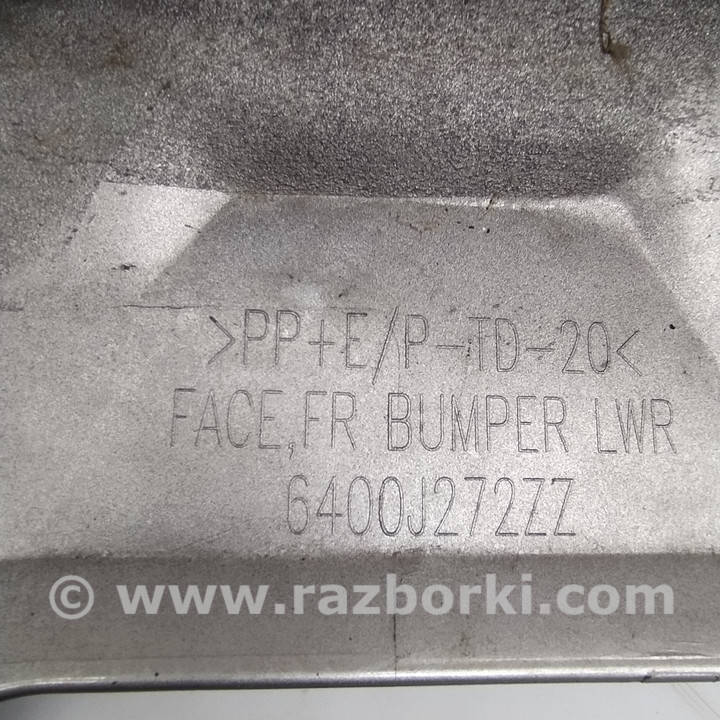 >PP+E/P-TD-20<
FACE,FR BUMPER LWR
6400J272ZZ
© www.razborki.com